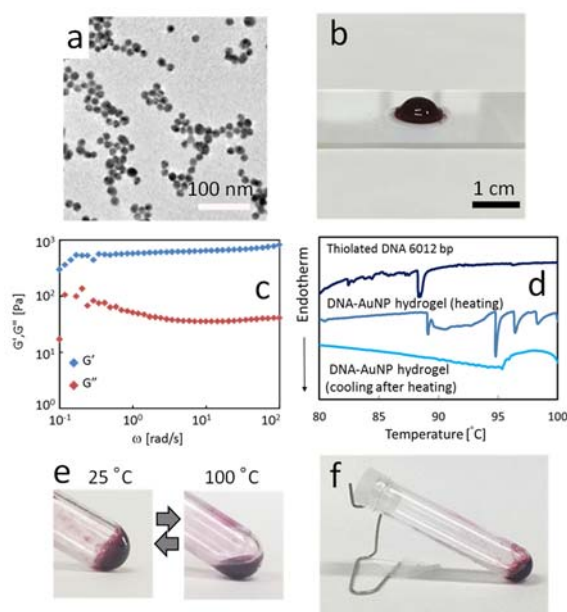 a
100 nm
b
1 cm
10³
10²
10¹
10⁰
G',G" [Pa]
c
G'
G"
10⁻¹ 10⁰ 10¹ 10²
ω [rad/s]
Endotherm
Thiolated DNA 6012 bp
d
DNA-AuNP hydrogel (heating)
DNA-AuNP hydrogel
(cooling after heating)
80 85 90 95 100
Temperature [°C]
e
25 °C 100 °C
f